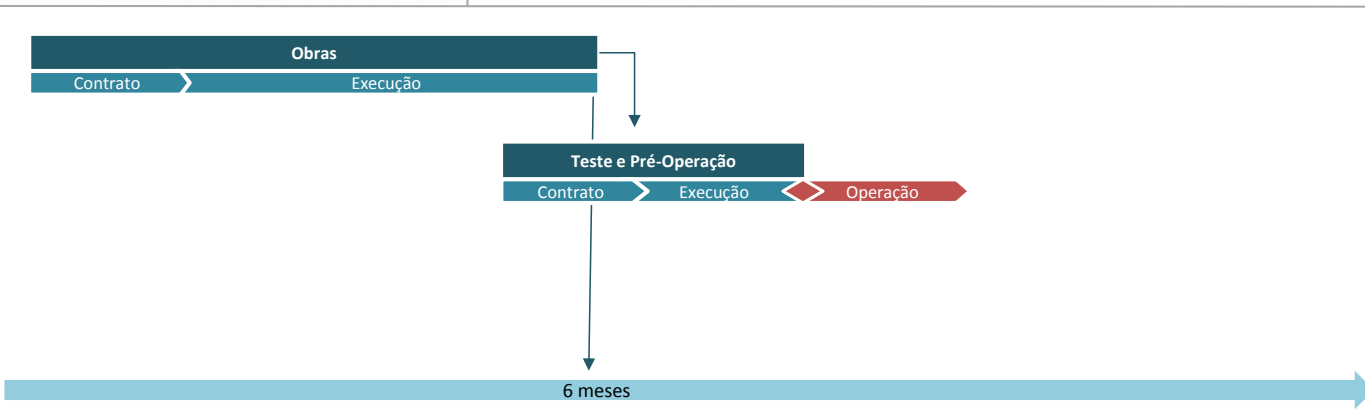 Obras
Contrato
Execução
Teste e Pré-Operação
Contrato
Execução
Operação
6 meses